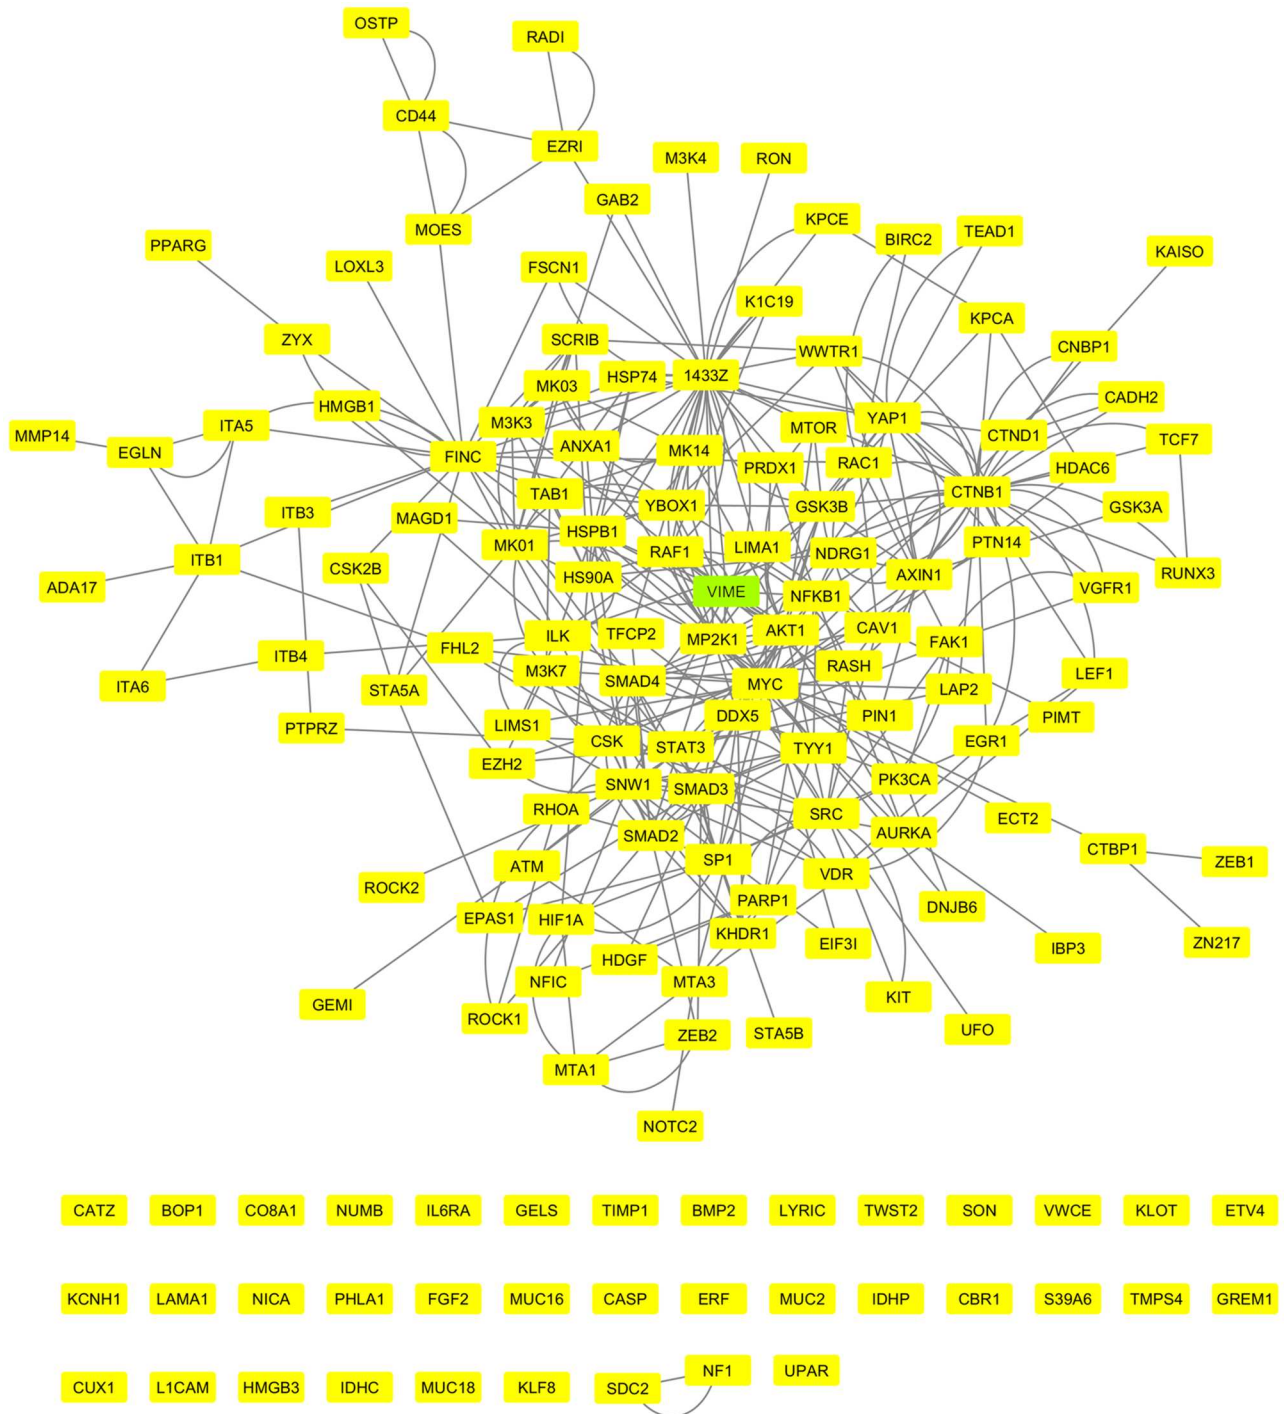 OSTP
RADI
CD44
EZRI
M3K4
RON
GAB2
KPCE
MOES
BIRC2
TEAD1
PPARG
KAISO
LOXL3
FSCN1
K1C19
KPCA
ZYX
SCRIB
WWTR1
CNBP1
HSP74
1433Z
MK03
CADH2
HMGB1
YAP1
M3K3
ITA5
MTOR
CTND1
TCF7
MMP14
EGLN
FINC
ANXA1
MK14
PRDX1
RAC1
HDAC6
TAB1
CTNB1
ITB3
MAGD1
YBOX1
GSK3B
GSK3A
HSPB1
MK01
RAF1
LIMA1
NDRG1
PTN14
ITB1
CSK2B
HS90A
AXIN1
RUNX3
ADA17
VIME
NFKB1
VGFR1
ILK
TFCP2
MP2K1
AKT1
CAV1
FHL2
FAK1
ITB4
M3K7
RASH
LEF1
ITA6
STA5A
SMAD4
MYC
LAP2
PTPRZ
LIMS1
DDX5
PIN1
PIMT
CSK
STAT3
TYY1
EGR1
EZH2
SNW1
SMAD3
PK3CA
RHOA
SRC
ECT2
SMAD2
AURKA
CTBP1
ROCK2
ATM
SP1
VDR
ZEB1
PARP1
DNJB6
EPAS1
HIF1A
KHDR1
EIF3I
IBP3
ZN217
HDGF
GEMI
NFIC
MTA3
KIT
ROCK1
ZEB2
STA5B
UFO
MTA1
NOTC2
CATZ BOP1 CO8A1 NUMB IL6RA GELS TIMP1 BMP2 LYRIC TWST2 SON VWCE KLOT ETV4
KCNH1 LAMA1 NICA PHLA1 FGF2 MUC16 CASP ERF MUC2 IDHP CBR1 S39A6 TMPS4 GREM1
CUX1 L1CAM HMGB3 IDHC MUC18 KLF8 SDC2 NF1 UPAR